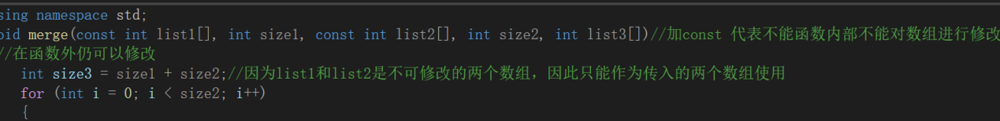 sing namespace std;
oid merge(const int list1[], int size1, const int list2[], int size2, int list3[])//加const 代表不能函数内部不能对数组进行修改
//在函数外仍可以修改
int size3 = size1 + size2;//因为list1和list2是不可修改的两个数组，因此只能作为传入的两个数组使用
for (int i = 0; i < size2; i++)
{